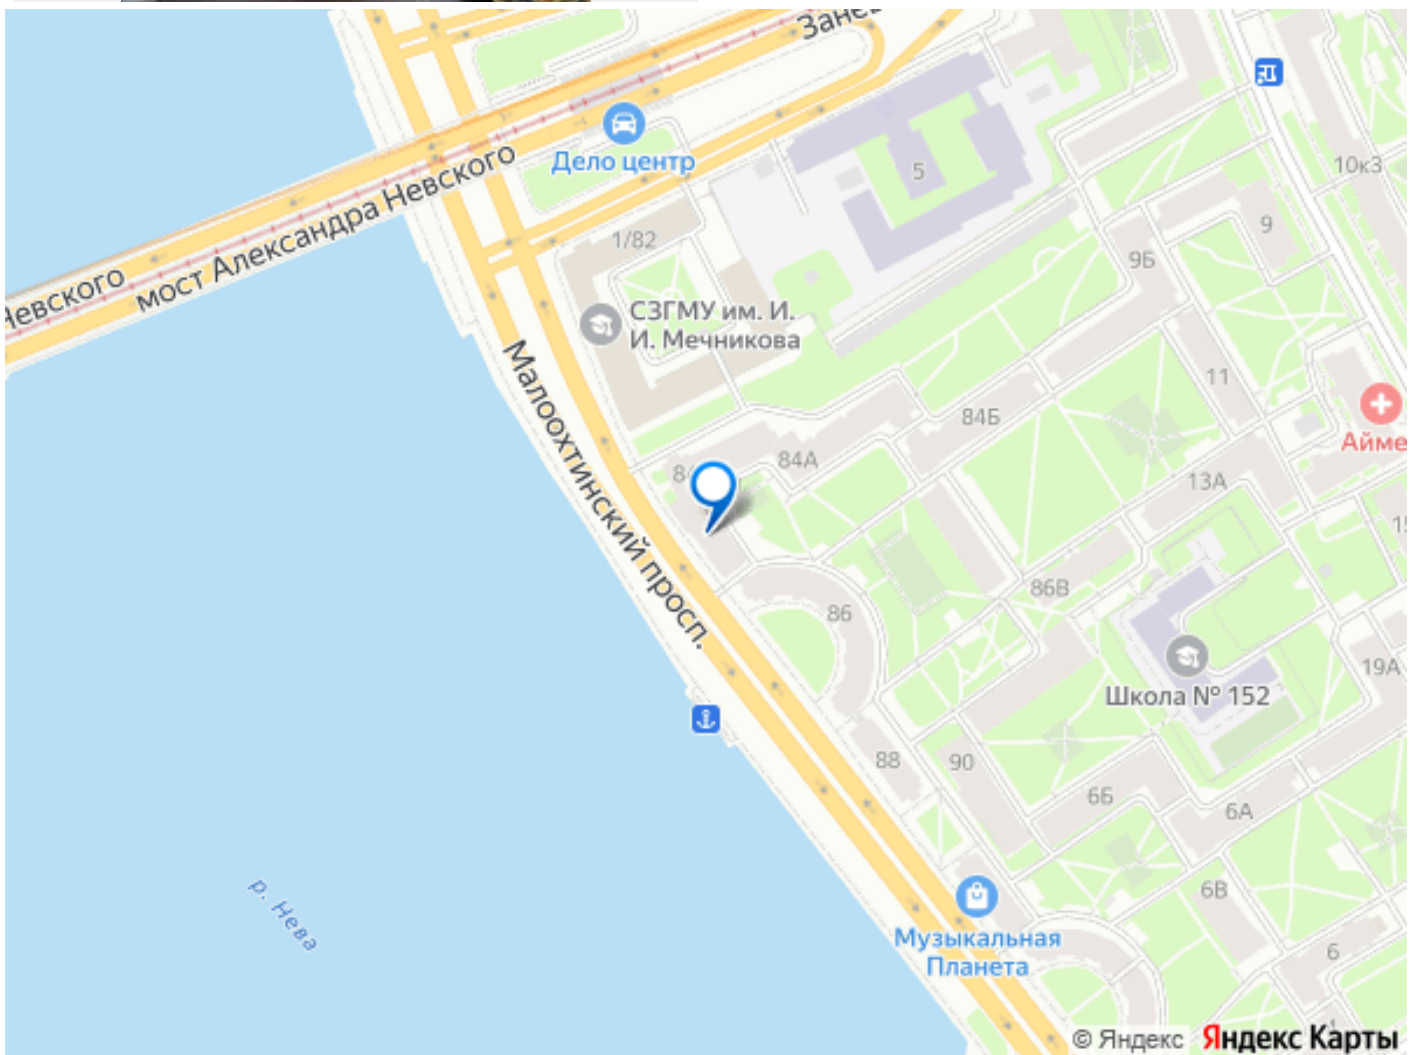 Дело центр
Невского
мост Александра Невского
5
10к3
9
9Б
1/82
СЗГМУ им. И.
И. Мечникова
Малоохтинский просп.
11
84Б
84А
Айме
13А
86В
86
Школа № 152
19А
88
90
6Б
6А
6В
6
р. Нева
Музыкальная
Планета
© Яндекс Яндекс Карты